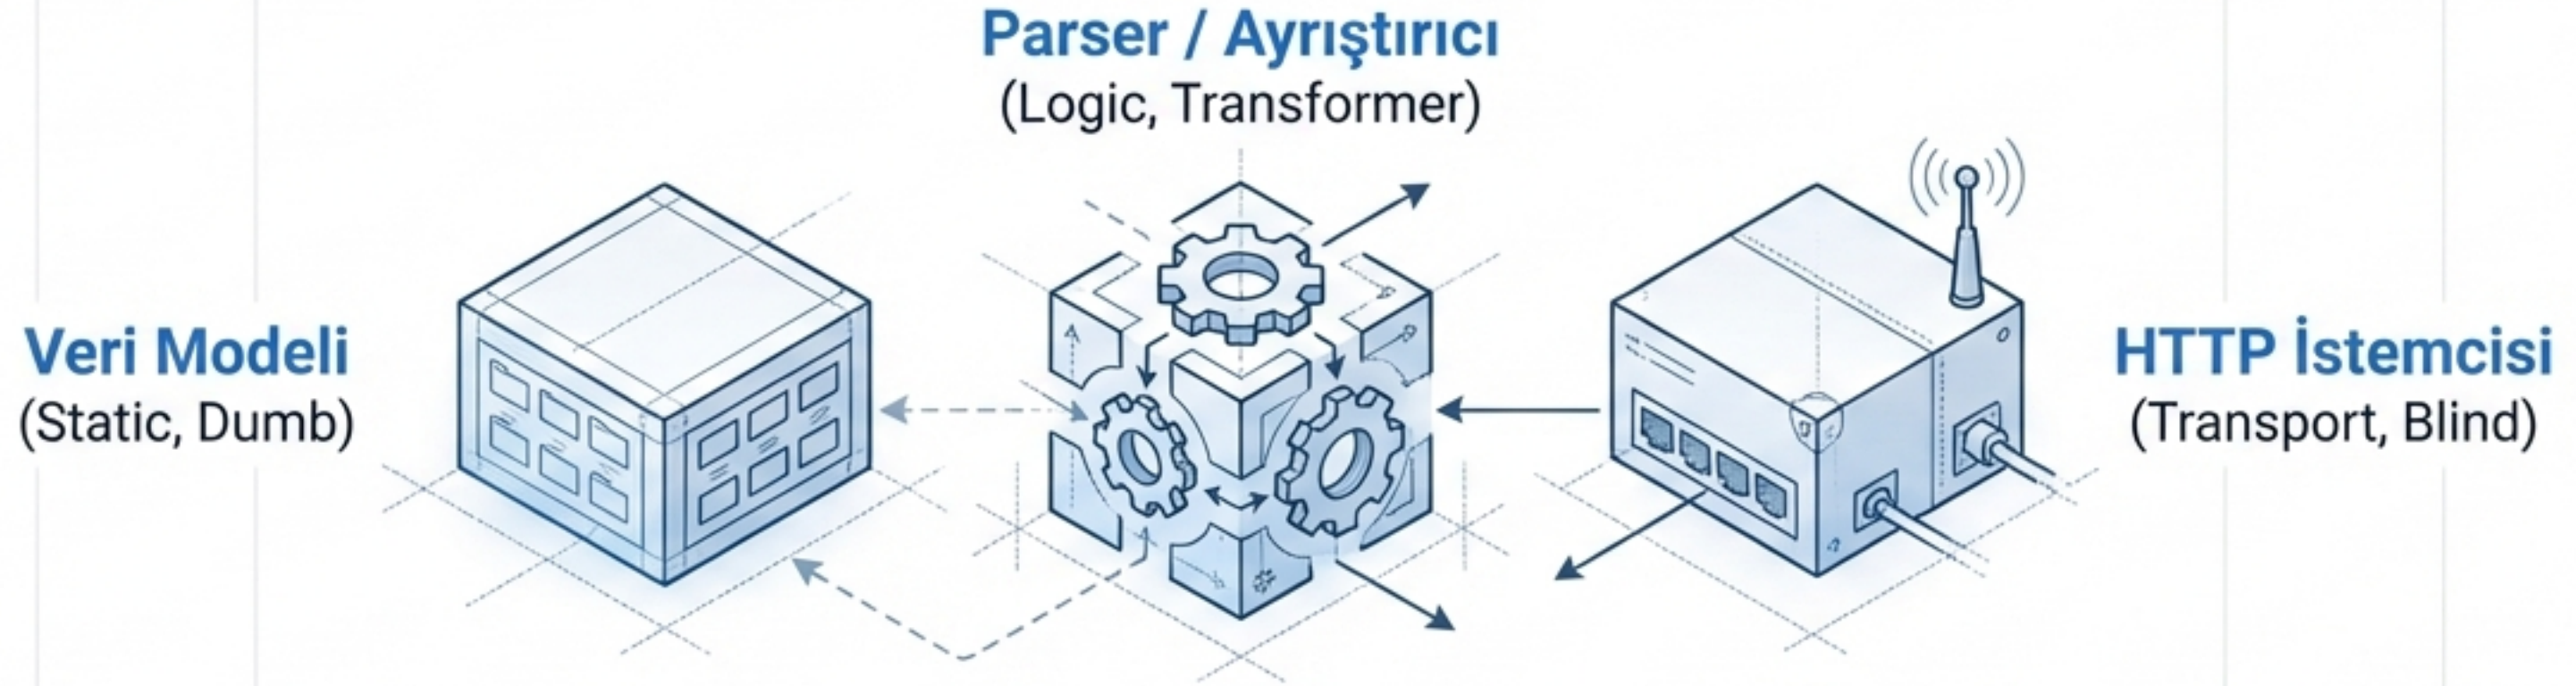 Parser / Ayrıştırıcı
(Logic, Transformer)
Veri Modeli
(Static, Dumb)
HTTP İstemcisi
(Transport, Blind)